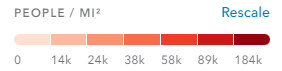 PEOPLE / MI² Rescale
0 14k 24k 38k 58k 89k 184k